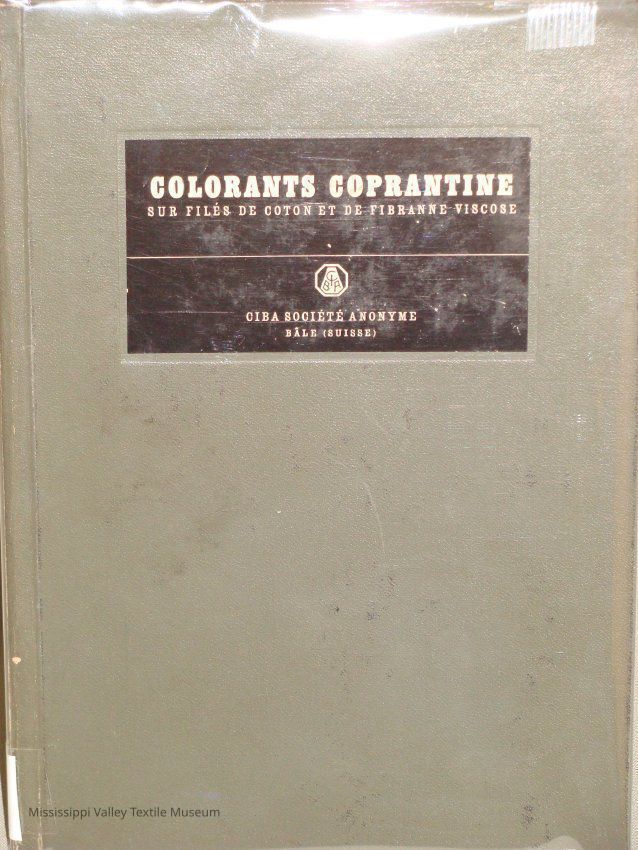 COLORANTS COPRANTINE
SUR FILÉS DE COTON ET DE FIBRANNE VISCOSE
CIBA
CIBA SOCIÉTÉ ANONYME
BÂLE (SUISSE)
Mississippi Valley Textile Museum